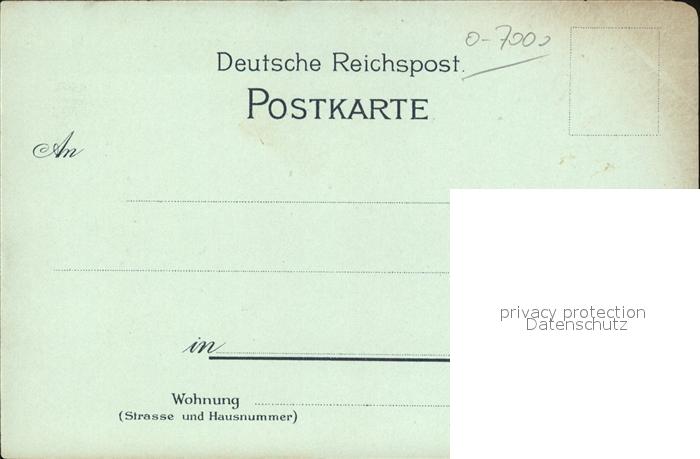 0-7000
Deutsche Reichspost.
POSTKARTE
An
in
Wohnung
(Strasse und Hausnummer)
privacy protection
Datenschutz